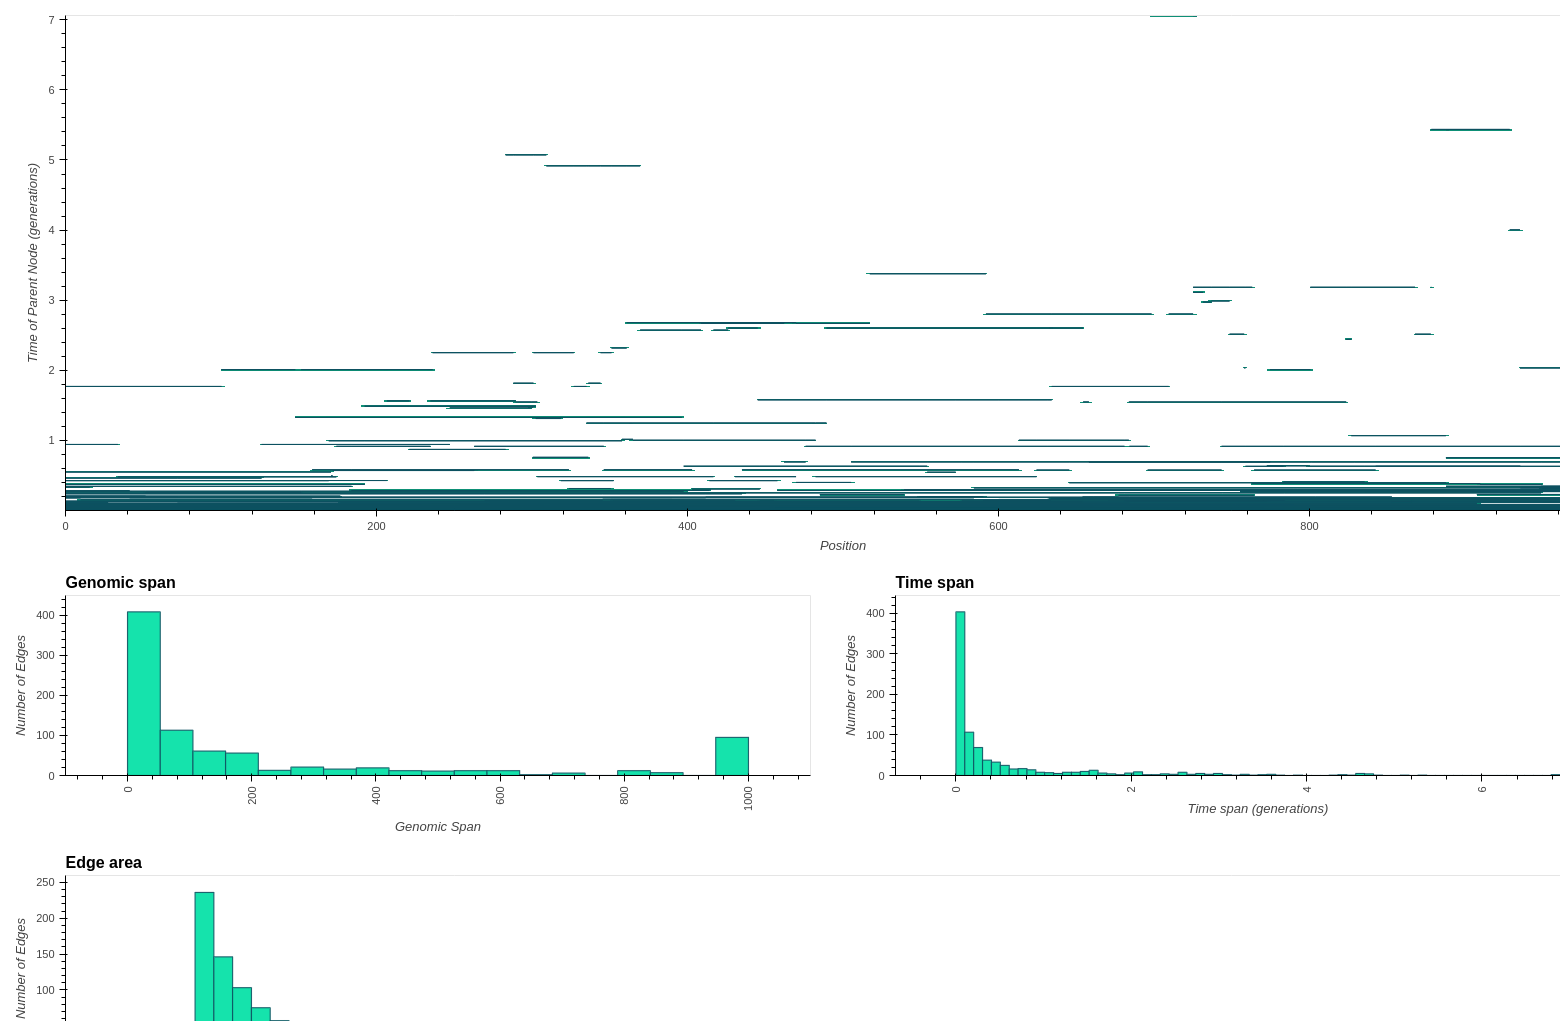 7
6
5
4
3
2
1
Time of Parent Node (generations)
0 200 400 600 800
Position
Genomic span
400
300
200
100
0
Number of Edges
0 200 400 600 800 1000
Genomic Span
Time span
400
300
200
100
0
Number of Edges
0 2 4 6
Time span (generations)
Edge area
250
200
150
100
Number of Edges